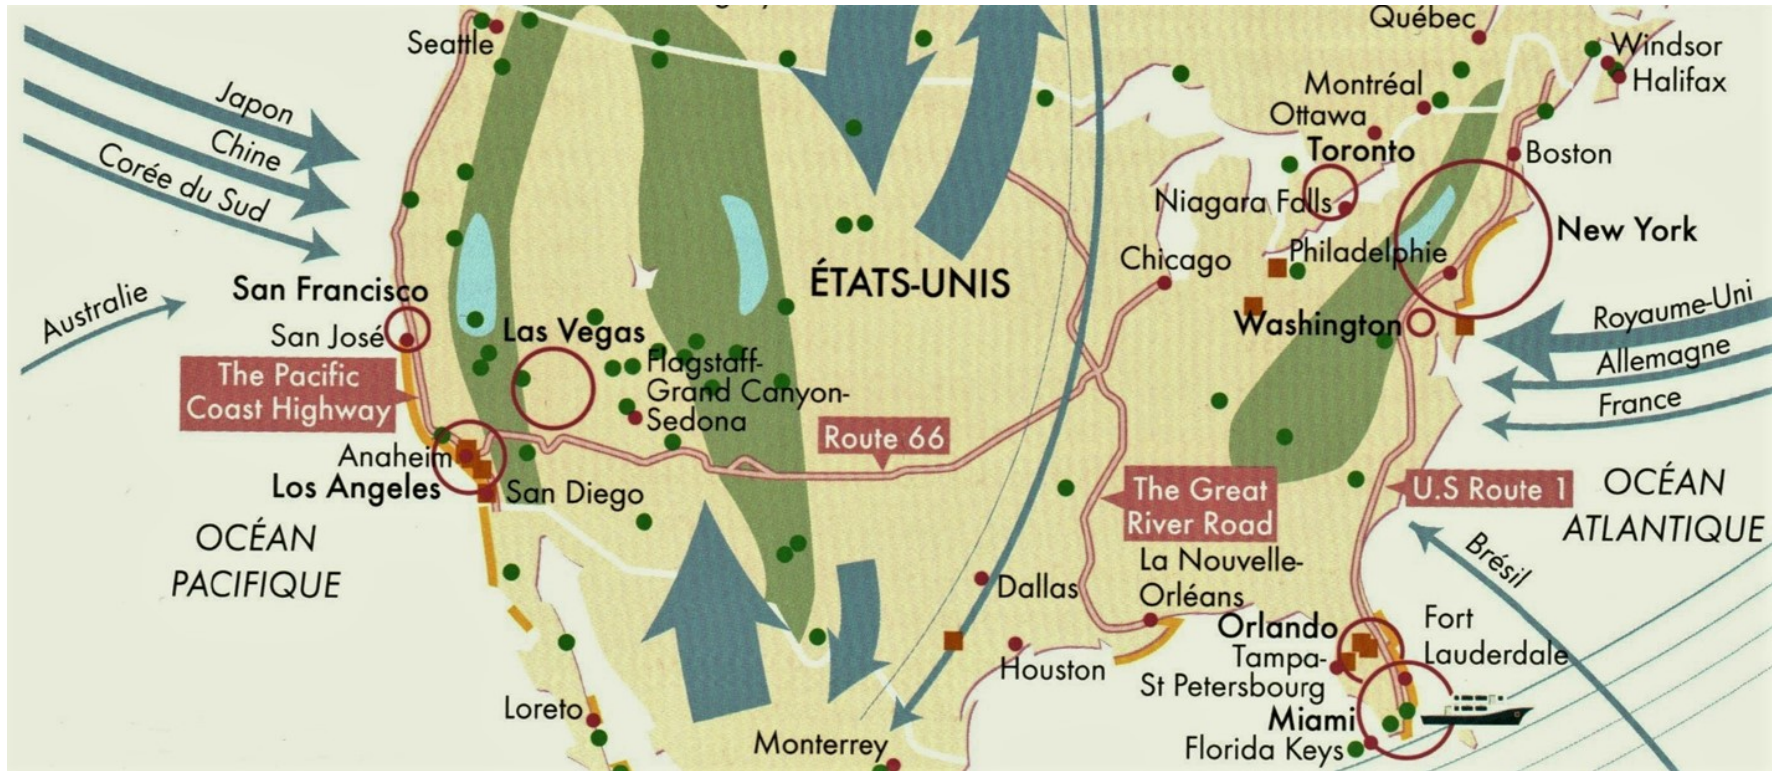 Québec
Seattle
Windsor
Halifax
Montréal
Ottawa
Toronto
Boston
Japon
Chine
Corée du Sud
Niagara Falls
New York
Philadelphie
Chicago
ÉTATS-UNIS
San Francisco
San José
Australie
Las Vegas
Washington
Royaume-Uni
Allemagne
France
Flagstaff-
Grand Canyon-
Sedona
The Pacific
Coast Highway
Route 66
Anaheim
Los Angeles
San Diego
The Great
River Road
U.S Route 1
OCÉAN
ATLANTIQUE
OCÉAN
PACIFIQUE
Brésil
La Nouvelle-
Orléans
Dallas
Houston
Orlando
Tampa-
St Petersbourg
Fort
Lauderdale
Miami
Florida Keys
Loreto
Monterrey